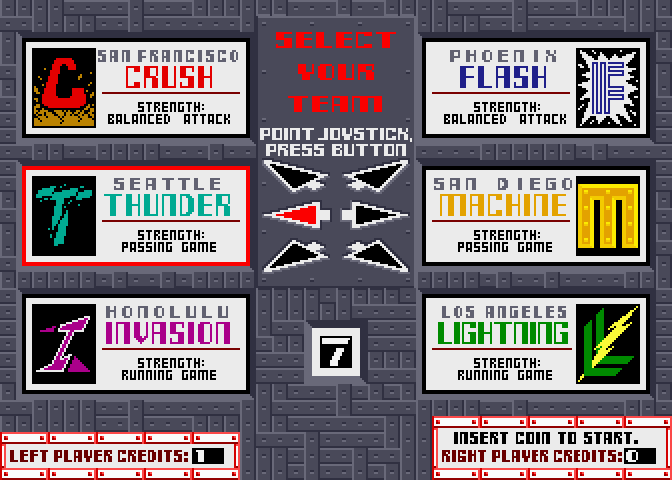 SELECT
YOUR
TEAM
POINT JOYSTICK,
PRESS BUTTON
C
SAN FRANCISCO
CRUSH
STRENGTH:
BALANCED ATTACK
T
SEATTLE
THUNDER
STRENGTH:
PASSING GAME
I
HONOLULU
INVASION
STRENGTH:
RUNNING GAME
PHOENIX
FLASH
STRENGTH:
BALANCED ATTACK
F
SAN DIEGO
MACHINE
STRENGTH:
PASSING GAME
M
LOS ANGELES
LIGHTNING
STRENGTH:
RUNNING GAME
L
7
LEFT PLAYER CREDITS: 1
INSERT COIN TO START.
RIGHT PLAYER CREDITS: 0